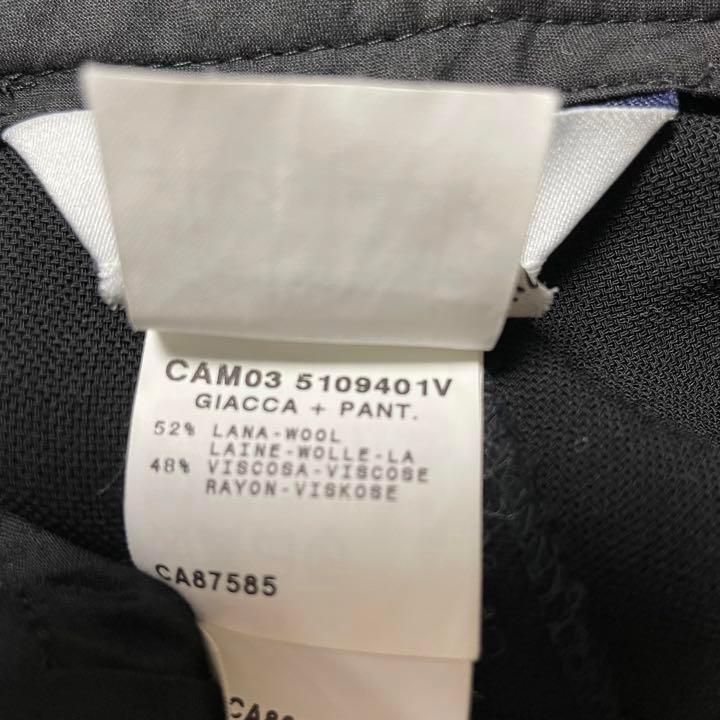 CAM03 5109401V
GIACCA + PANT.
52% LANA-WOOL
LAINE-WOLLE-LA
48% VISCOSA-VISCOSE
RAYON-VISKOSE
CA87585